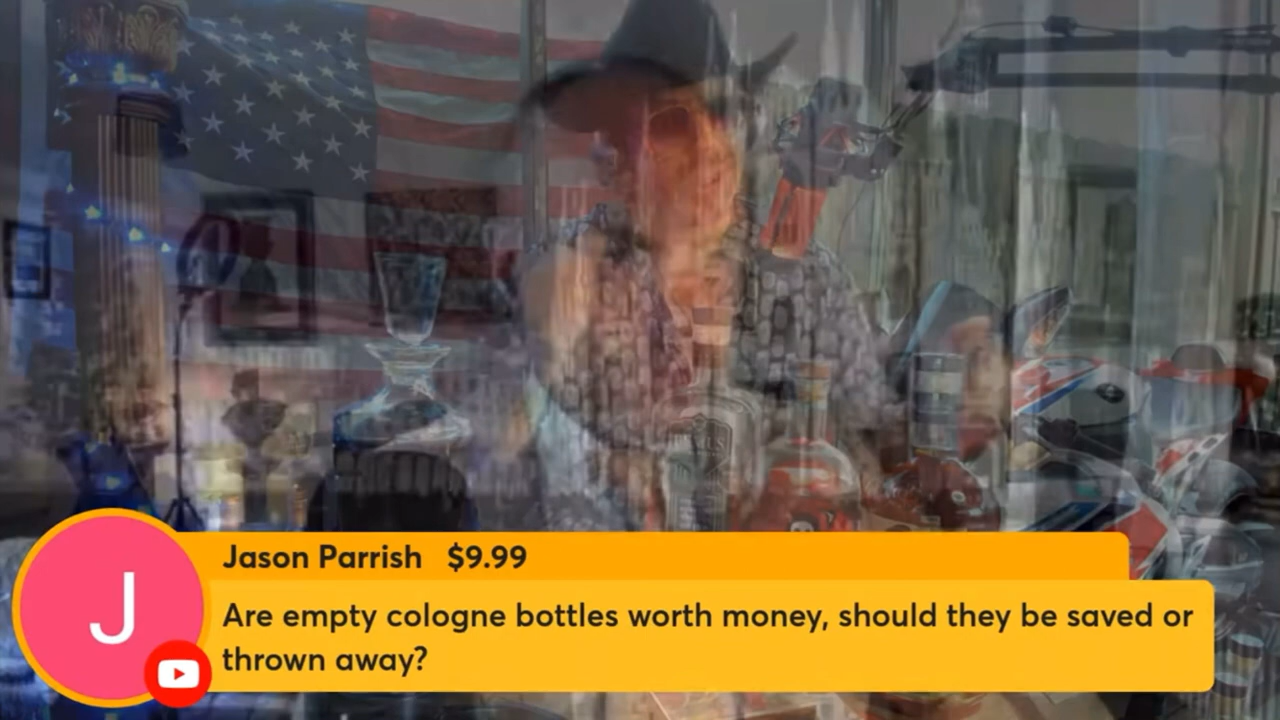 Jason Parrish $9.99
Are empty cologne bottles worth money, should they be saved or
thrown away?
J